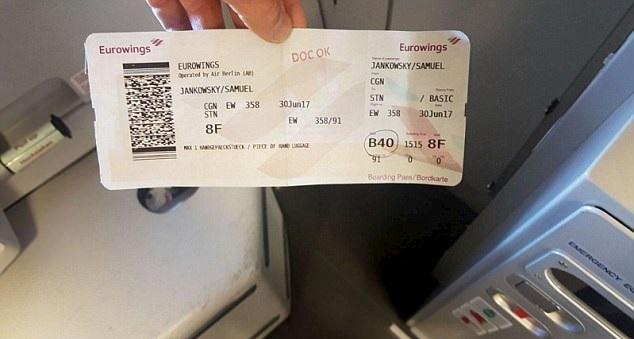 Eurowings
DOC OK
Eurowings
EUROWINGS
Operated by Air Berlin (AB)
JANKOWSKY/SAMUEL
CGN EW 358 30Jun17
STN
8F
EW 358/91
MAX 1 HANDGEPAECKSTUECK / PIECE OF HAND LUGGAGE
JANKOWSKY/SAMUEL
CGN
STN / BASIC
EW 358 30Jun17
B40 1515 8F
91 0 0
Boarding Pass/Bordkarte
EMERGENCY